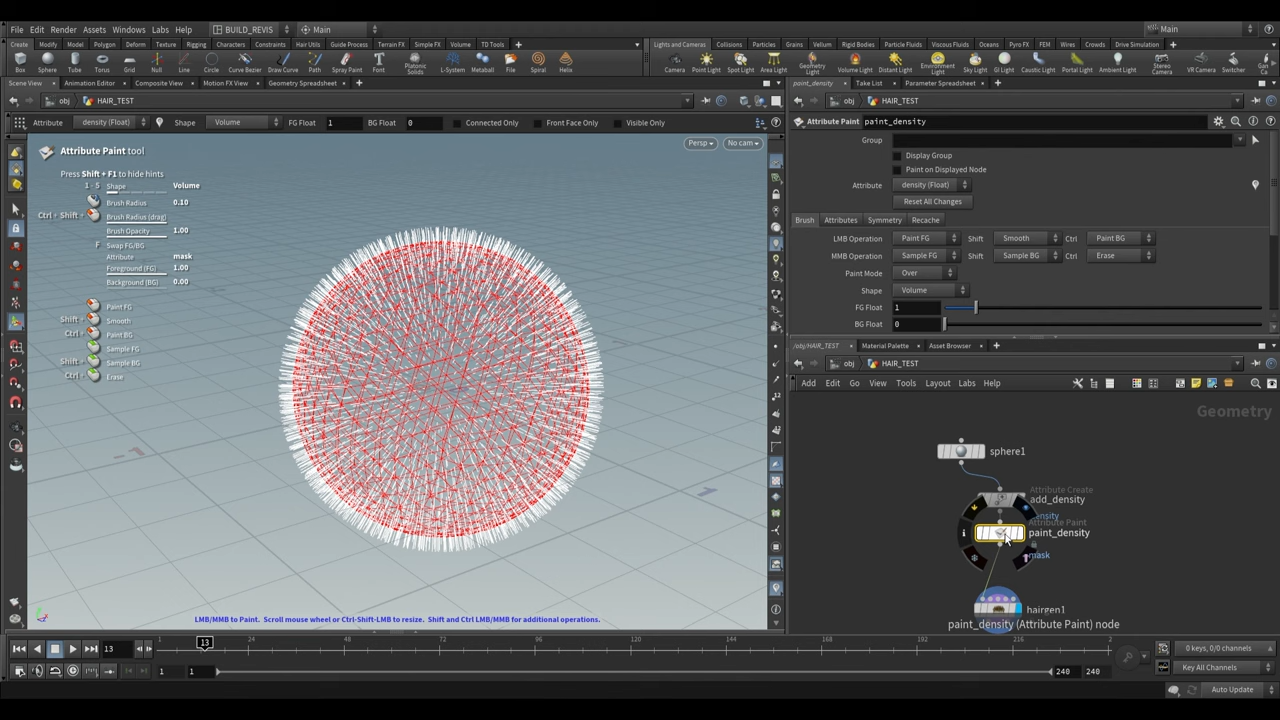 File Edit Render Assets Windows Labs Help BUILD_REVIS Main Main
Create Modify Model Polygon Deform Texture Rigging Characters Constraints Hair Utils Guide Process Terrain FX Simple FX Volume TD Tools Lights and Cameras Collisions Particles Grains Vellum Rigid Bodies Particle Fluids Viscous Fluids Oceans Pyro FX FEM Wires Crowds Drive Simulation
Box Sphere Tube Torus Grid Null Line Circle Curve Bezier Draw Curve Path Spray Paint Font Platonic Solids L-System Metaball File Spiral Helix Camera Point Light Spot Light Area Light Geometry Light Volume Light Distant Light Environment Light Sky Light GI Light Caustic Light Portal Light Ambient Light Stereo Camera VR Camera Switcher
Scene View Animation Editor Composite View Motion FX View Geometry Spreadsheet paint_density Take List Parameter Spreadsheet
obj HAIR_TEST obj HAIR_TEST
Attribute density (Float) Shape Volume FG Float 1 BG Float 0 Connected Only Front Face Only Visible Only Attribute Paint paint_density
Persp No cam
Attribute Paint tool
Press Shift + F1 to hide hints
1 - 5 Shape Volume
Brush Radius 0.10
Ctrl + Shift + Brush Radius (drag)
Brush Opacity 1.00
F Swap FG/BG
Attribute mask
Foreground (FG) 1.00
Background (BG) 0.00
Paint FG
Shift + Smooth
Ctrl + Paint BG
Sample FG
Shift + Sample BG
Ctrl + Erase
LMB/MMB to Paint. Scroll mouse wheel or Ctrl-Shift-LMB to resize. Shift and Ctrl LMB/MMB for additional operations.
Group
Display Group
Paint on Displayed Node
Attribute density (Float)
Reset All Changes
Brush Attributes Symmetry Recache
LMB Operation Paint FG Shift Smooth Ctrl Paint BG
MMB Operation Sample FG Shift Sample BG Ctrl Erase
Paint Mode Over
Shape Volume
FG Float 1
BG Float 0
/obj/HAIR_TEST Material Palette Asset Browser
obj HAIR_TEST
Add Edit Go View Tools Layout Labs Help
Geometry
sphere1
Attribute Create
add_density
Attribute Paint
paint_density
mask
hairgen1
paint_density (Attribute Paint) node
13 1 13 24 48 72 96 120 144 168 192 216 2 0 keys, 0/0 channels
1 1 240 240 Key All Channels
Auto Update